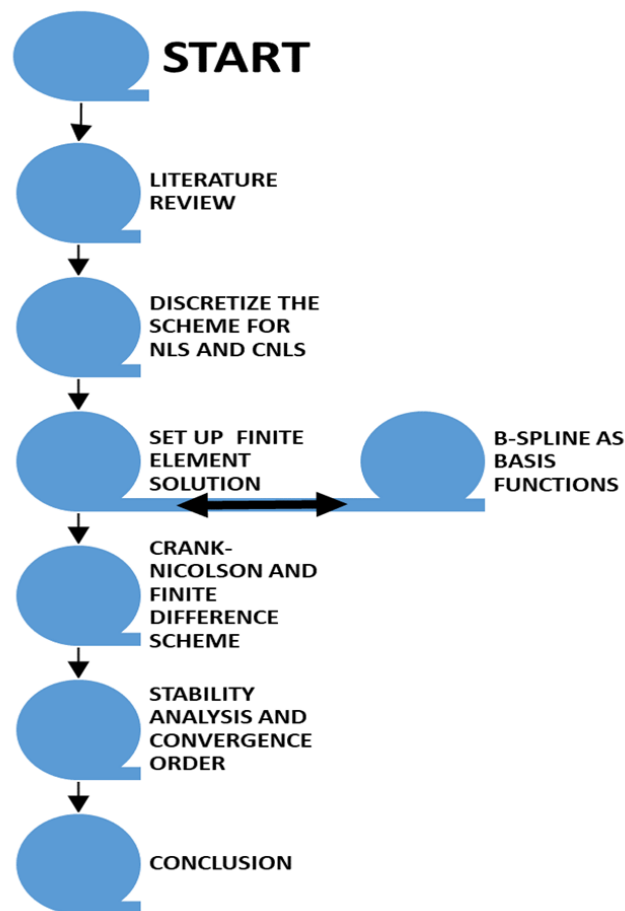 START
LITERATURE
REVIEW
DISCRETIZE THE
SCHEME FOR
NLS AND CNLS
SET UP FINITE
ELEMENT
SOLUTION
B-SPLINE AS
BASIS
FUNCTIONS
CRANK-
NICOLSON AND
FINITE
DIFFERENCE
SCHEME
STABILITY
ANALYSIS AND
CONVERGENCE
ORDER
CONCLUSION